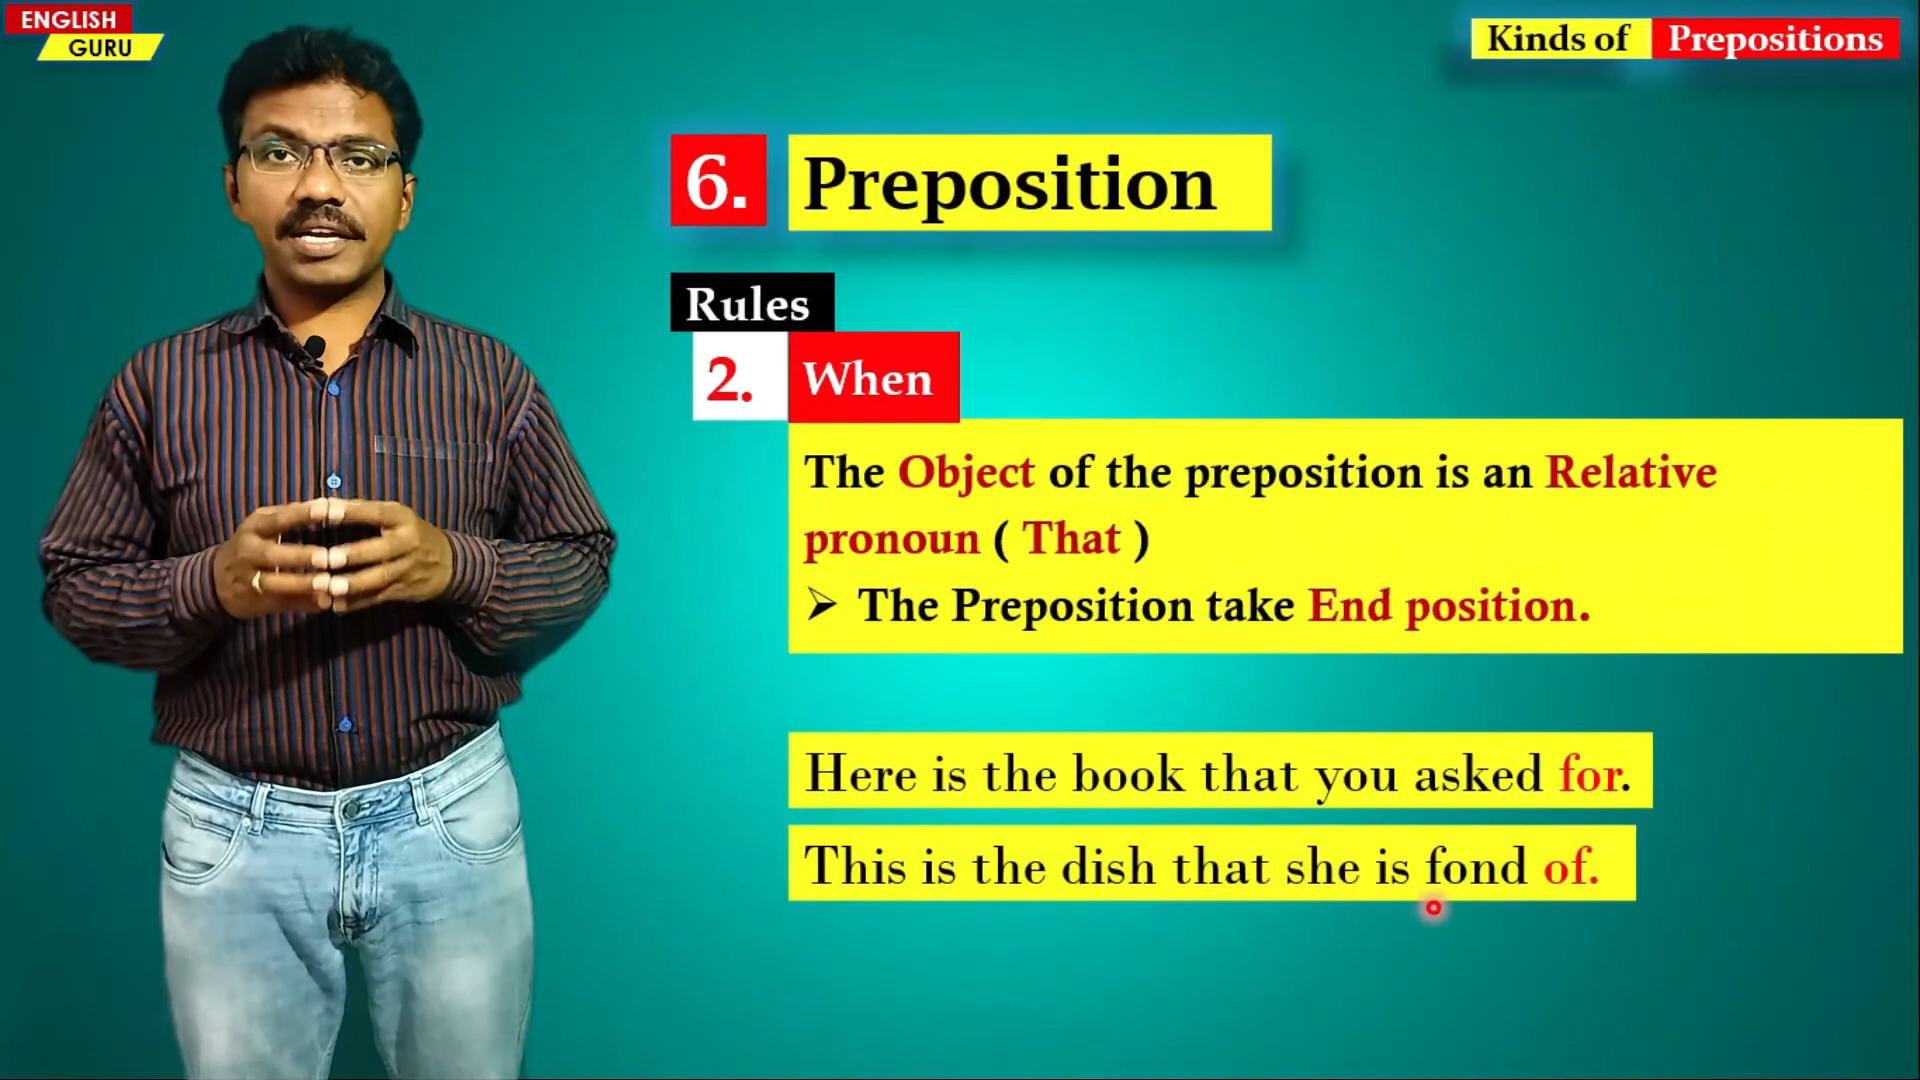 ENGLISH
GURU
Kinds of Prepositions
6. Preposition
Rules
2. When
The Object of the preposition is an Relative
pronoun ( That )
➢ The Preposition take End position.
Here is the book that you asked for.
This is the dish that she is fond of.